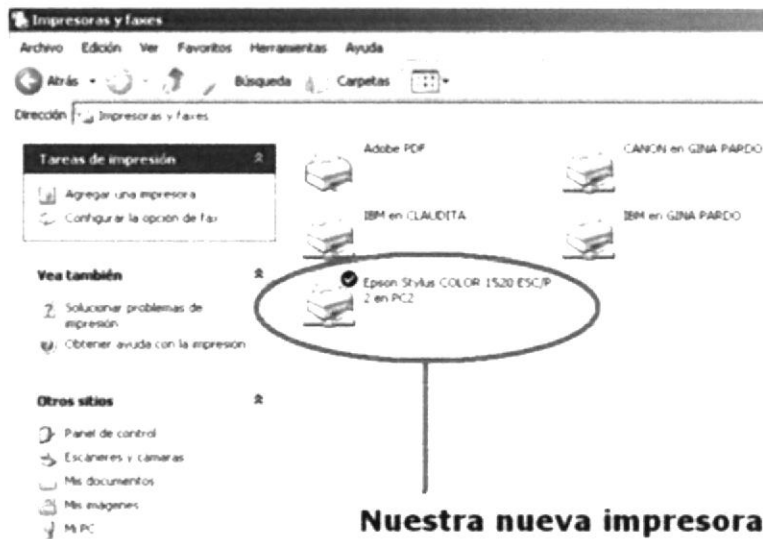 Impresoras y faxes
Archivo Edición Ver Favoritos Herramientas Ayuda
Atrás Búsqueda Carpetas
Dirección Impresoras y faxes
Tareas de impresión
Agregar una impresora
Configurar la opción de fax
Vea también
Solucionar problemas de
impresión
Obtener ayuda con la impresión
Otros sitios
Panel de control
Escáneres y cámaras
Mis documentos
Mis imágenes
Mi PC
Adobe PDF
CANON en GINA PARDO
IBM en CLAUDITA
IBM en GINA PARDO
Epson Stylus COLOR 1520 ESC/P
2 en PC2
Nuestra nueva impresora